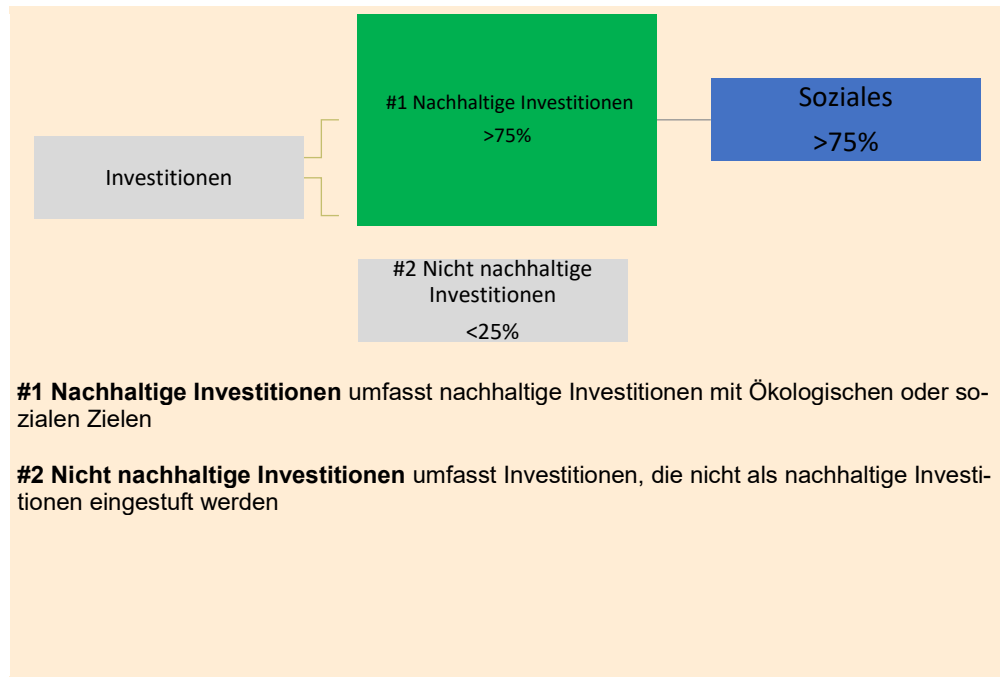 #1 Nachhaltige Investitionen
>75%
Soziales
>75%
Investitionen
#2 Nicht nachhaltige
Investitionen
<25%
#1 Nachhaltige Investitionen umfasst nachhaltige Investitionen mit Ökologischen oder so-
zialen Zielen
#2 Nicht nachhaltige Investitionen umfasst Investitionen, die nicht als nachhaltige Investi-
tionen eingestuft werden